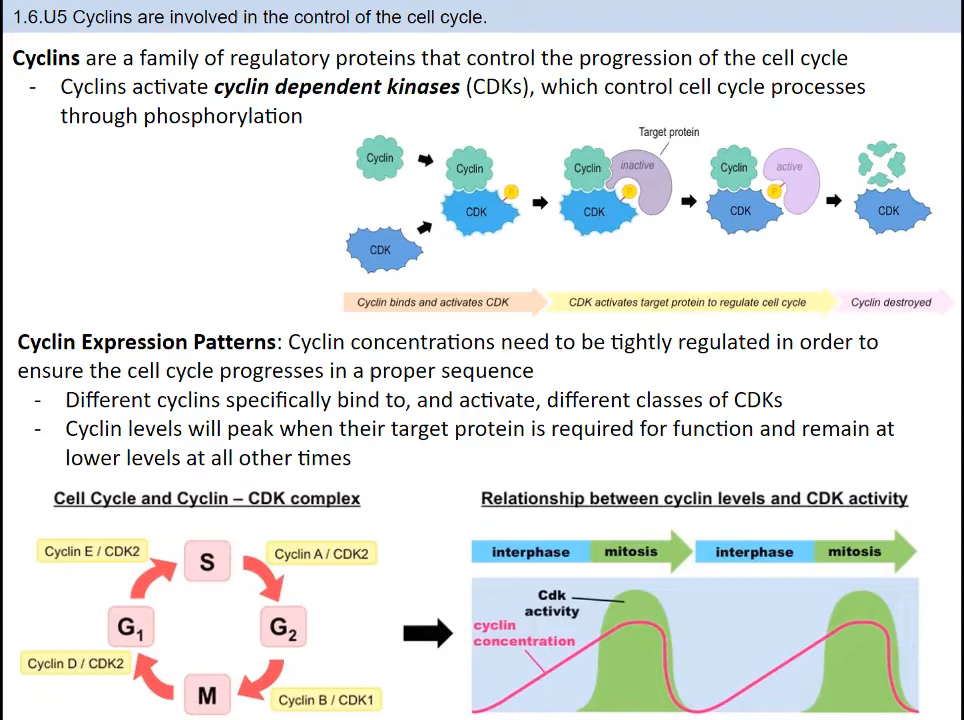 1.6.U5 Cyclins are involved in the control of the cell cycle.
Cyclins are a family of regulatory proteins that control the progression of the cell cycle
- Cyclins activate cyclin dependent kinases (CDKs), which control cell cycle processes
through phosphorylation
Target protein
Cyclin
CDK
Cyclin
P
CDK
Cyclin
inactive
P
CDK
Cyclin
active
P
CDK
CDK
Cyclin binds and activates CDK
CDK activates target protein to regulate cell cycle
Cyclin destroyed
Cyclin Expression Patterns: Cyclin concentrations need to be tightly regulated in order to
ensure the cell cycle progresses in a proper sequence
- Different cyclins specifically bind to, and activate, different classes of CDKs
- Cyclin levels will peak when their target protein is required for function and remain at
lower levels at all other times
Cell Cycle and Cyclin – CDK complex
Cyclin E / CDK2
S
Cyclin A / CDK2
G1
G2
Cyclin D / CDK2
M
Cyclin B / CDK1
Relationship between cyclin levels and CDK activity
interphase
mitosis
interphase
mitosis
Cdk
activity
cyclin
concentration